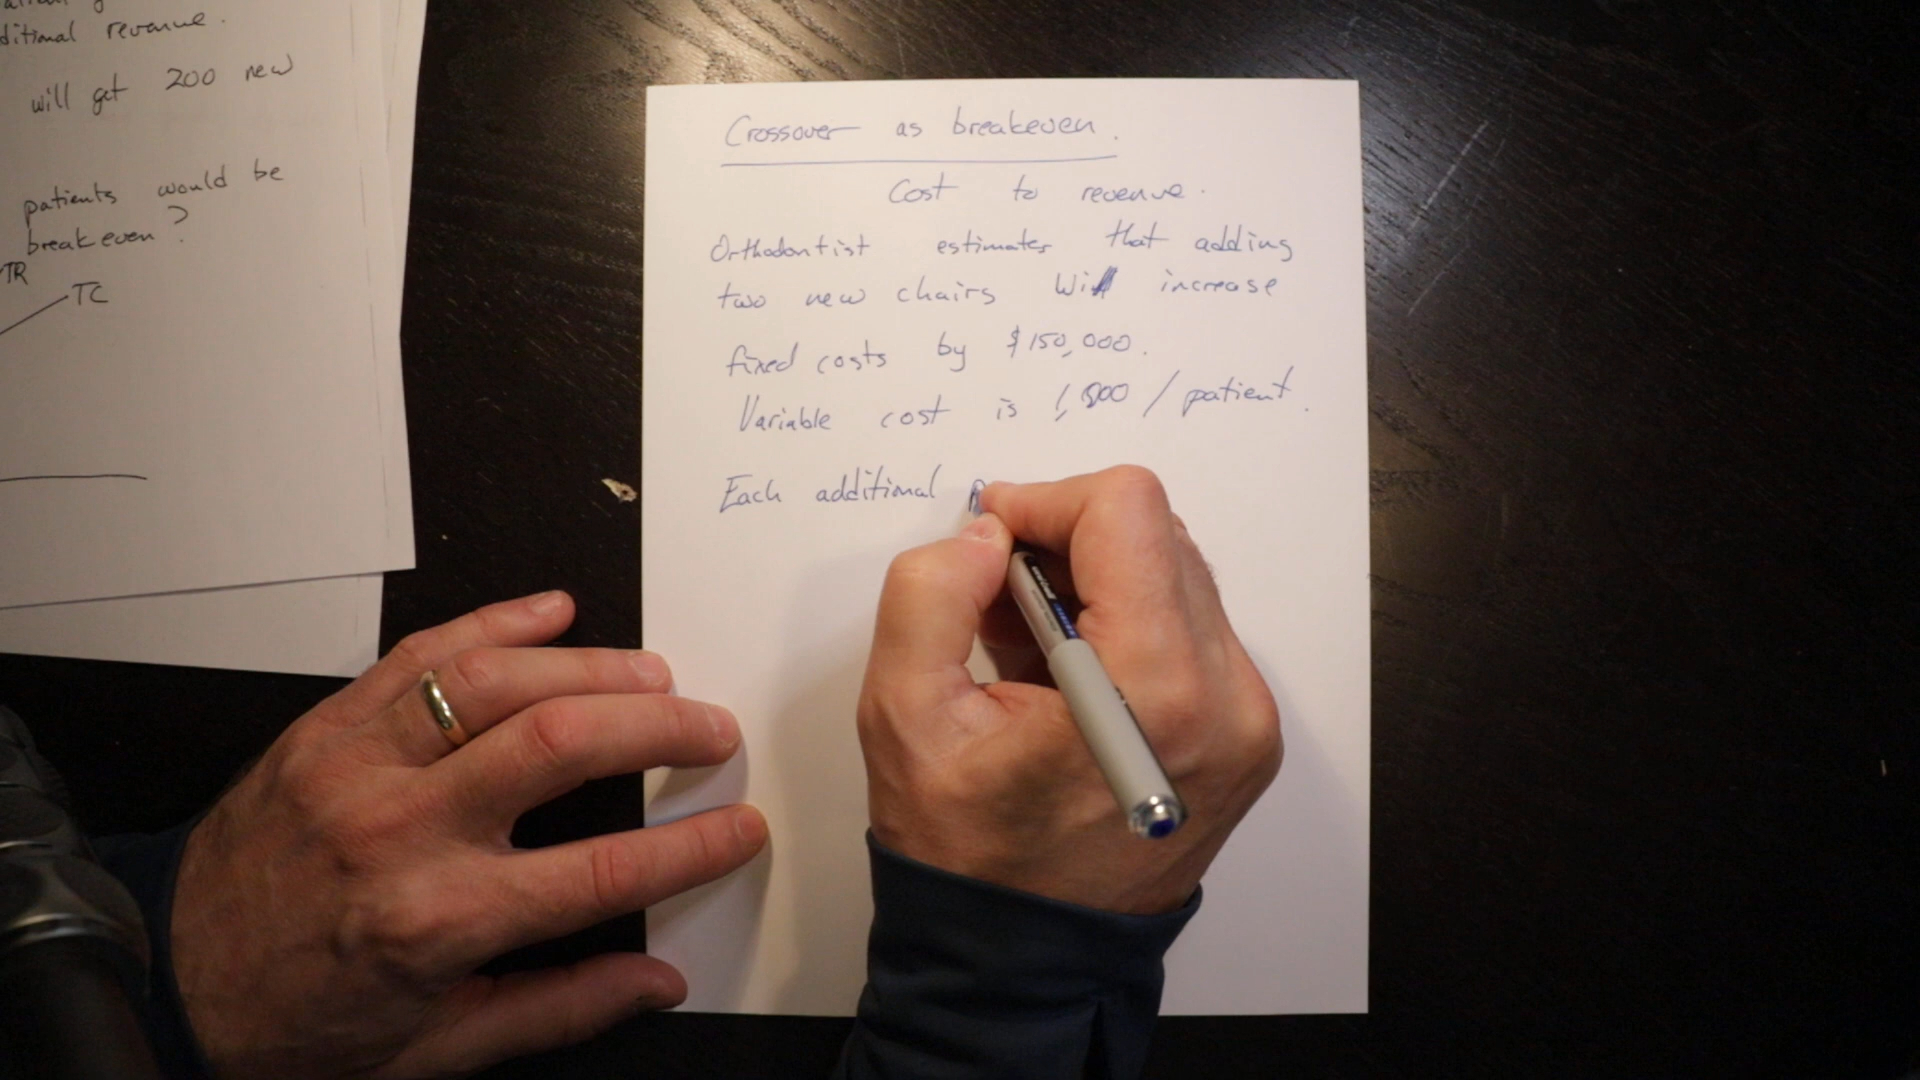 ditional revenue.
will get 200 new
patients would be
breakeven?
TR
TC
Crossover as breakeven.
Cost to revenue.
Orthodontist estimates that adding
two new chairs will increase
fixed costs by $150,000.
Variable cost is 1,800 / patient.
Each additional